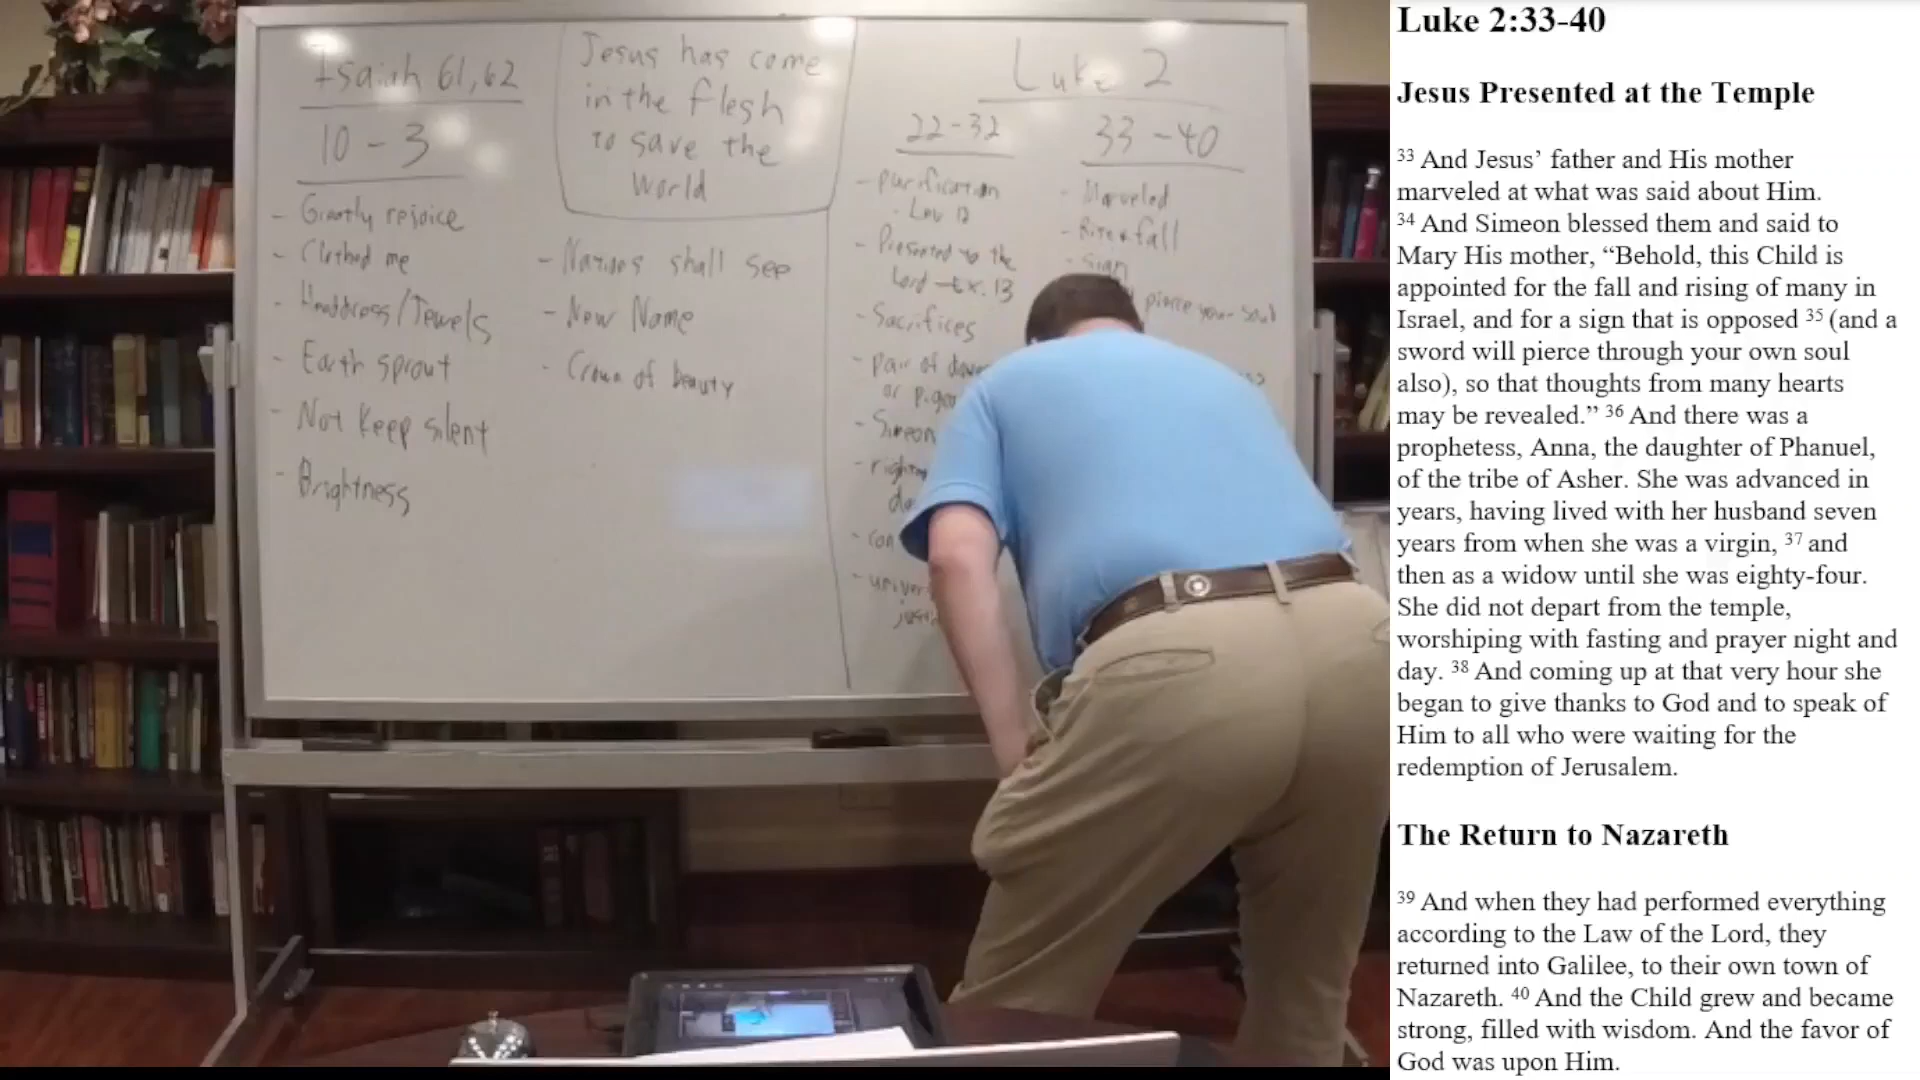 Isaiah 61,62
10 - 3
- Greatly rejoice
- Clothed me
- Headdress/Jewels
- Earth sprout
- Not Keep silent
- Brightness
Jesus has come
in the flesh
to save the
World
- Nations shall see
- New Name
- Crown of beauty
Luke 2
22-32
- purification
- Lev 12
- Presented to the
Lord - Ex. 13
- Sacrifices
- pair of
or
- Simeon
33-40
- Marveled
- Rise & fall
- Sign
pierce your soul
Luke 2:33-40
Jesus Presented at the Temple
33 And Jesus’ father and His mother
marveled at what was said about Him.
34 And Simeon blessed them and said to
Mary His mother, “Behold, this Child is
appointed for the fall and rising of many in
Israel, and for a sign that is opposed 35 (and a
sword will pierce through your own soul
also), so that thoughts from many hearts
may be revealed.” 36 And there was a
prophetess, Anna, the daughter of Phanuel,
of the tribe of Asher. She was advanced in
years, having lived with her husband seven
years from when she was a virgin, 37 and
then as a widow until she was eighty-four.
She did not depart from the temple,
worshiping with fasting and prayer night and
day. 38 And coming up at that very hour she
began to give thanks to God and to speak of
Him to all who were waiting for the
redemption of Jerusalem.
The Return to Nazareth
39 And when they had performed everything
according to the Law of the Lord, they
returned into Galilee, to their own town of
Nazareth. 40 And the Child grew and became
strong, filled with wisdom. And the favor of
God was upon Him.